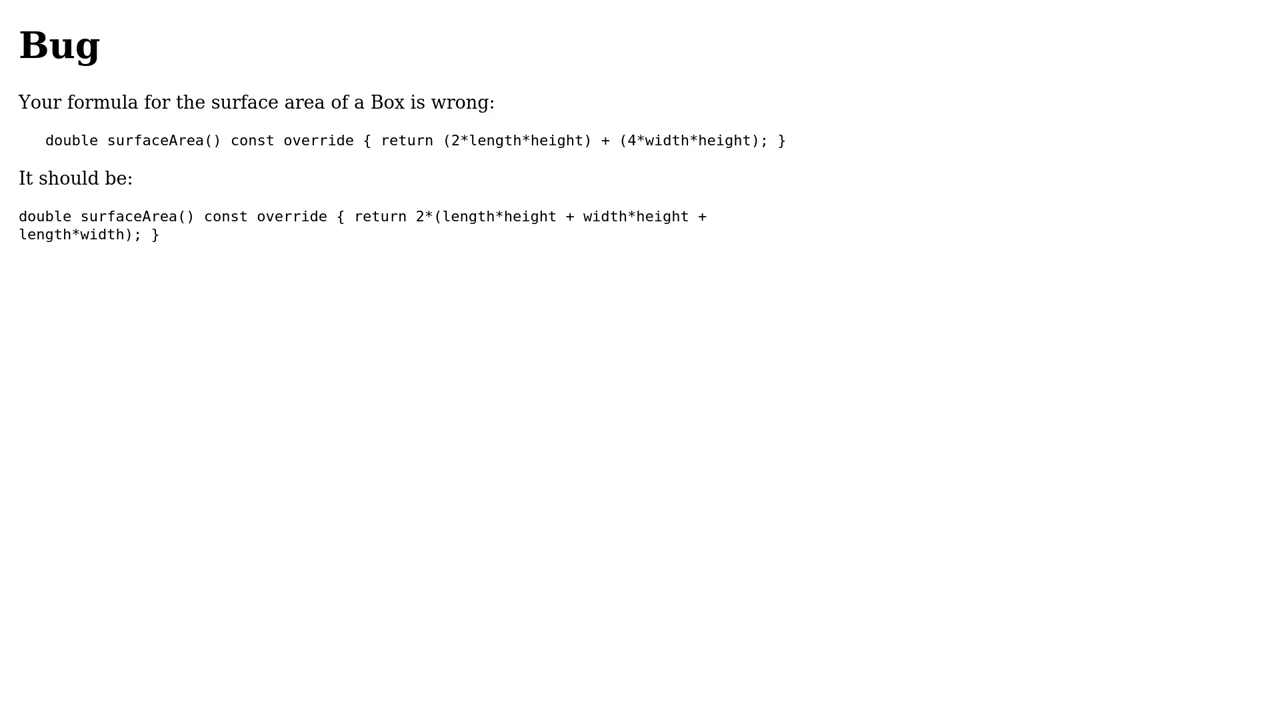 Bug
Your formula for the surface area of a Box is wrong:
double surfaceArea() const override { return (2*length*height) + (4*width*height); }
It should be:
double surfaceArea() const override { return 2*(length*height + width*height +
length*width); }